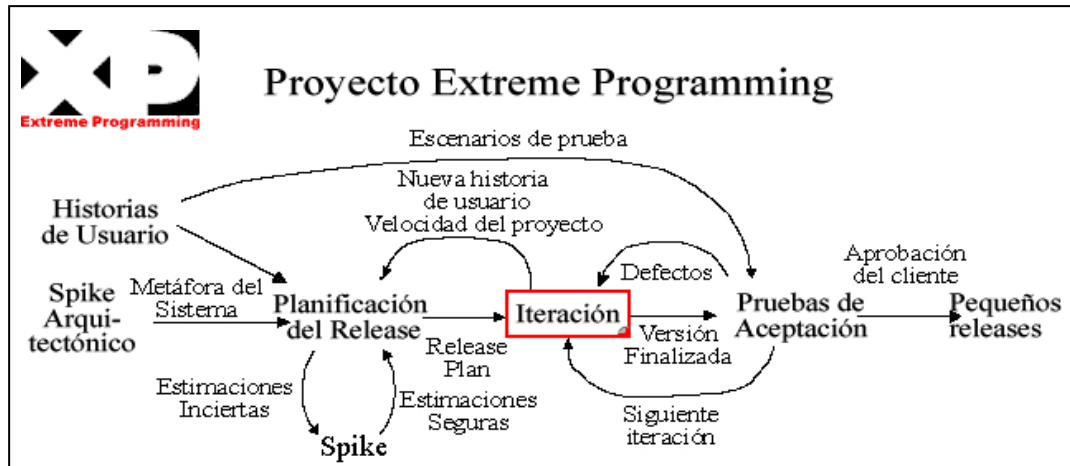 XP
Extreme Programming
Proyecto Extreme Programming
Escenarios de prueba
Nueva historia
de usuario
Velocidad del proyecto
Historias
de Usuario
Defectos
Aprobación
del cliente
Spike
Arqui-
tectónico
Metáfora del
Sistema
Planificación
del Release
Iteración
Pruebas de
Aceptación
Pequeños
releases
Release
Plan
Versión
Finalizada
Estimaciones
Inciertas
Estimaciones
Seguras
Siguiente
iteración
Spike